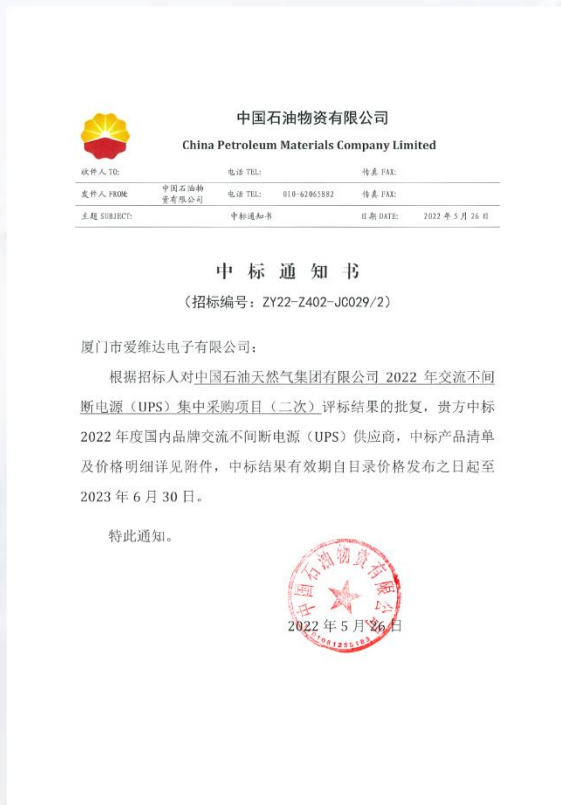 中国石油物资有限公司
China Petroleum Materials Company Limited
收件人 TO: 电话 TEL: 传真 FAX:
发件人 FROM: 中国石油物资有限公司 电话 TEL: 010-62065882 传真 FAX:
主题 SUBJECT: 中标通知书 日期 DATE: 2022 年 5 月 26 日
中标通知书
（招标编号：ZY22-Z402-JC029/2）
厦门市爱维达电子有限公司：
根据招标人对中国石油天然气集团有限公司 2022 年交流不间
断电源（UPS）集中采购项目（二次）评标结果的批复，贵方中标
2022 年度国内品牌交流不间断电源（UPS）供应商，中标产品清单
及价格明细详见附件，中标结果有效期自目录价格发布之日起至
2023 年 6 月 30 日。
特此通知。
中国石油物资有限公司
2022 年 5 月 26 日